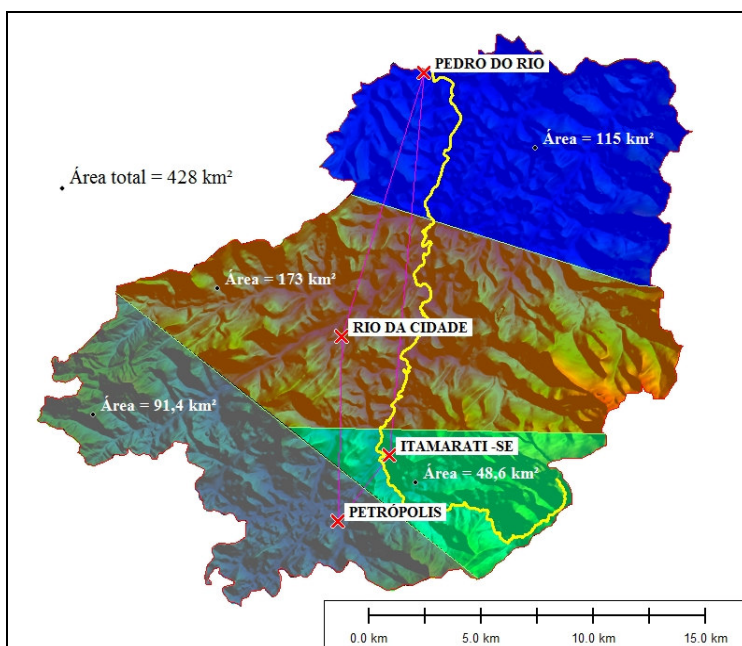 PEDRO DO RIO
Área = 115 km²
Área total = 428 km²
Área = 173 km²
RIO DA CIDADE
Área = 91,4 km²
ITAMARATI -SE
Área = 48,6 km²
PETRÓPOLIS
0.0 km 5.0 km 10.0 km 15.0 km